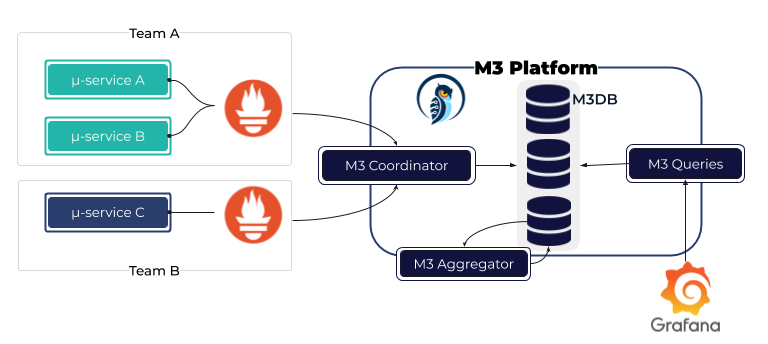 Team A
µ-service A
µ-service B
µ-service C
Team B
M3 Platform
M3DB
M3 Coordinator
M3 Queries
M3 Aggregator
Grafana